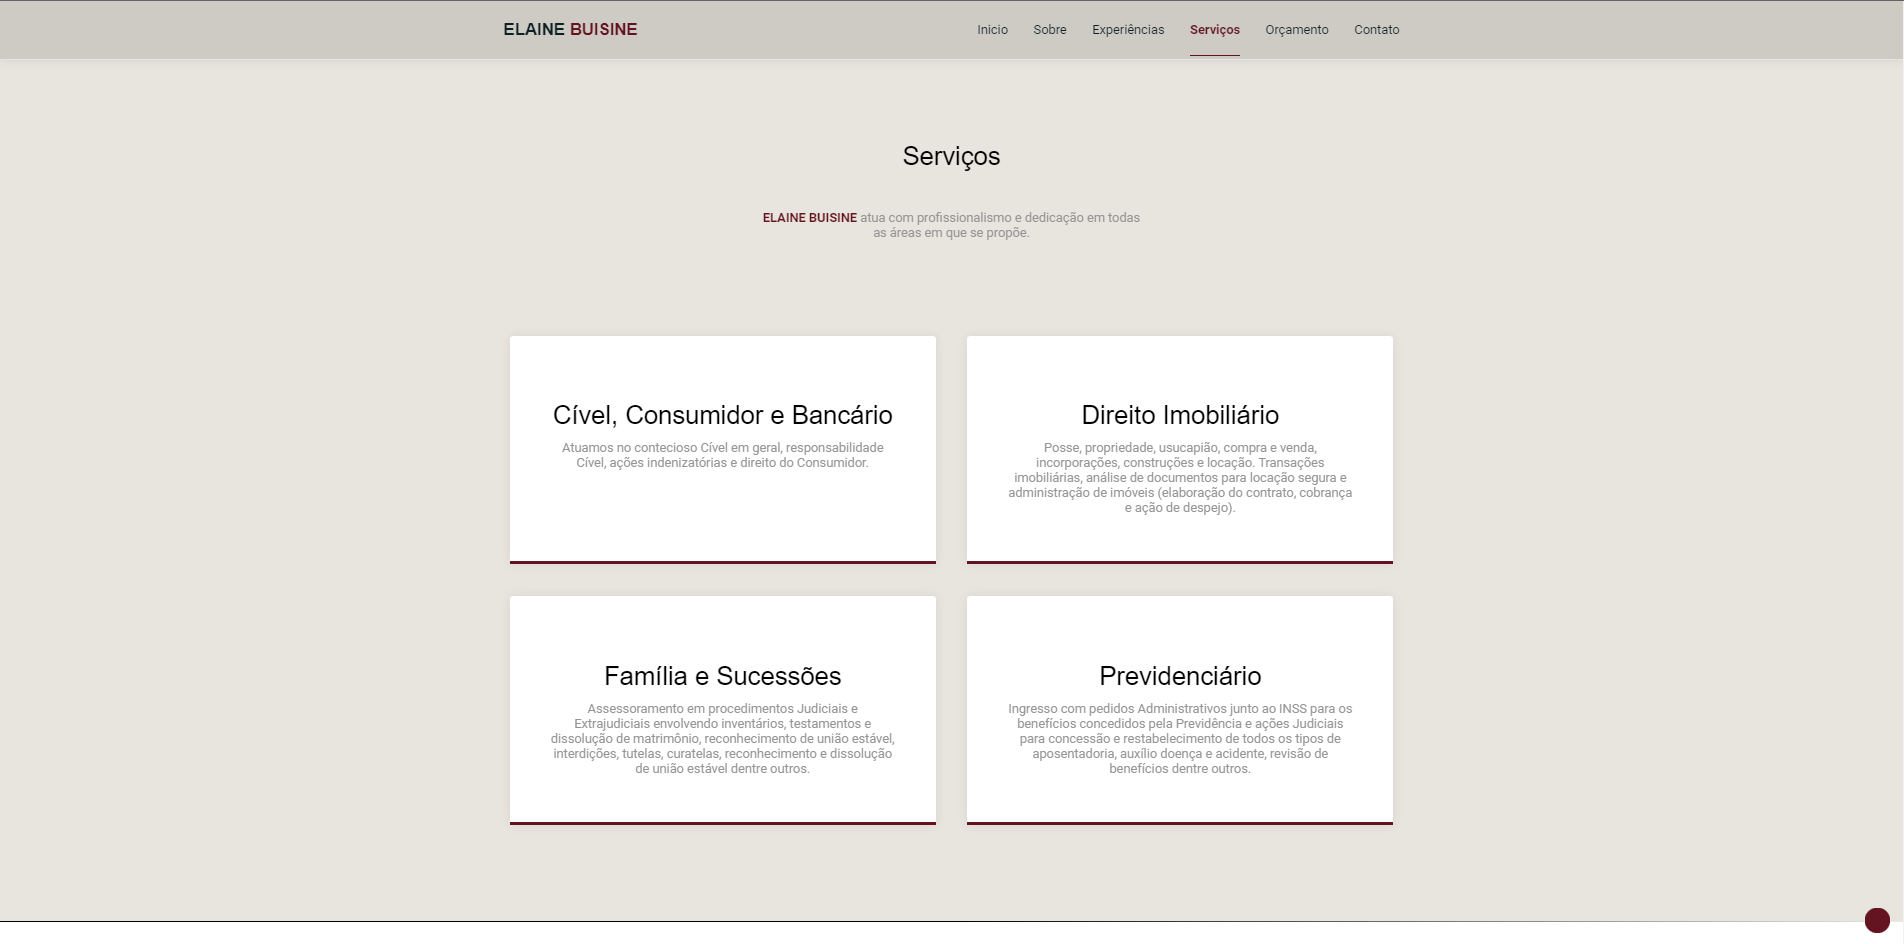 ELAINE BUISINE
Inicio Sobre Experiências Serviços Orçamento Contato
Serviços
ELAINE BUISINE atua com profissionalismo e dedicação em todas
as áreas em que se propõe.
Cível, Consumidor e Bancário
Atuamos no contecioso Cível em geral, responsabilidade
Cível, ações indenizatórias e direito do Consumidor.
Direito Imobiliário
Posse, propriedade, usucapião, compra e venda,
incorporações, construções e locação. Transações
imobiliárias, análise de documentos para locação segura e
administração de imóveis (elaboração do contrato, cobrança
e ação de despejo).
Família e Sucessões
Assessoramento em procedimentos Judiciais e
Extrajudiciais envolvendo inventários, testamentos e
dissolução de matrimônio, reconhecimento de união estável,
interdições, tutelas, curatelas, reconhecimento e dissolução
de união estável dentre outros.
Previdenciário
Ingresso com pedidos Administrativos junto ao INSS para os
benefícios concedidos pela Previdência e ações Judiciais
para concessão e restabelecimento de todos os tipos de
aposentadoria, auxílio doença e acidente, revisão de
benefícios dentre outros.